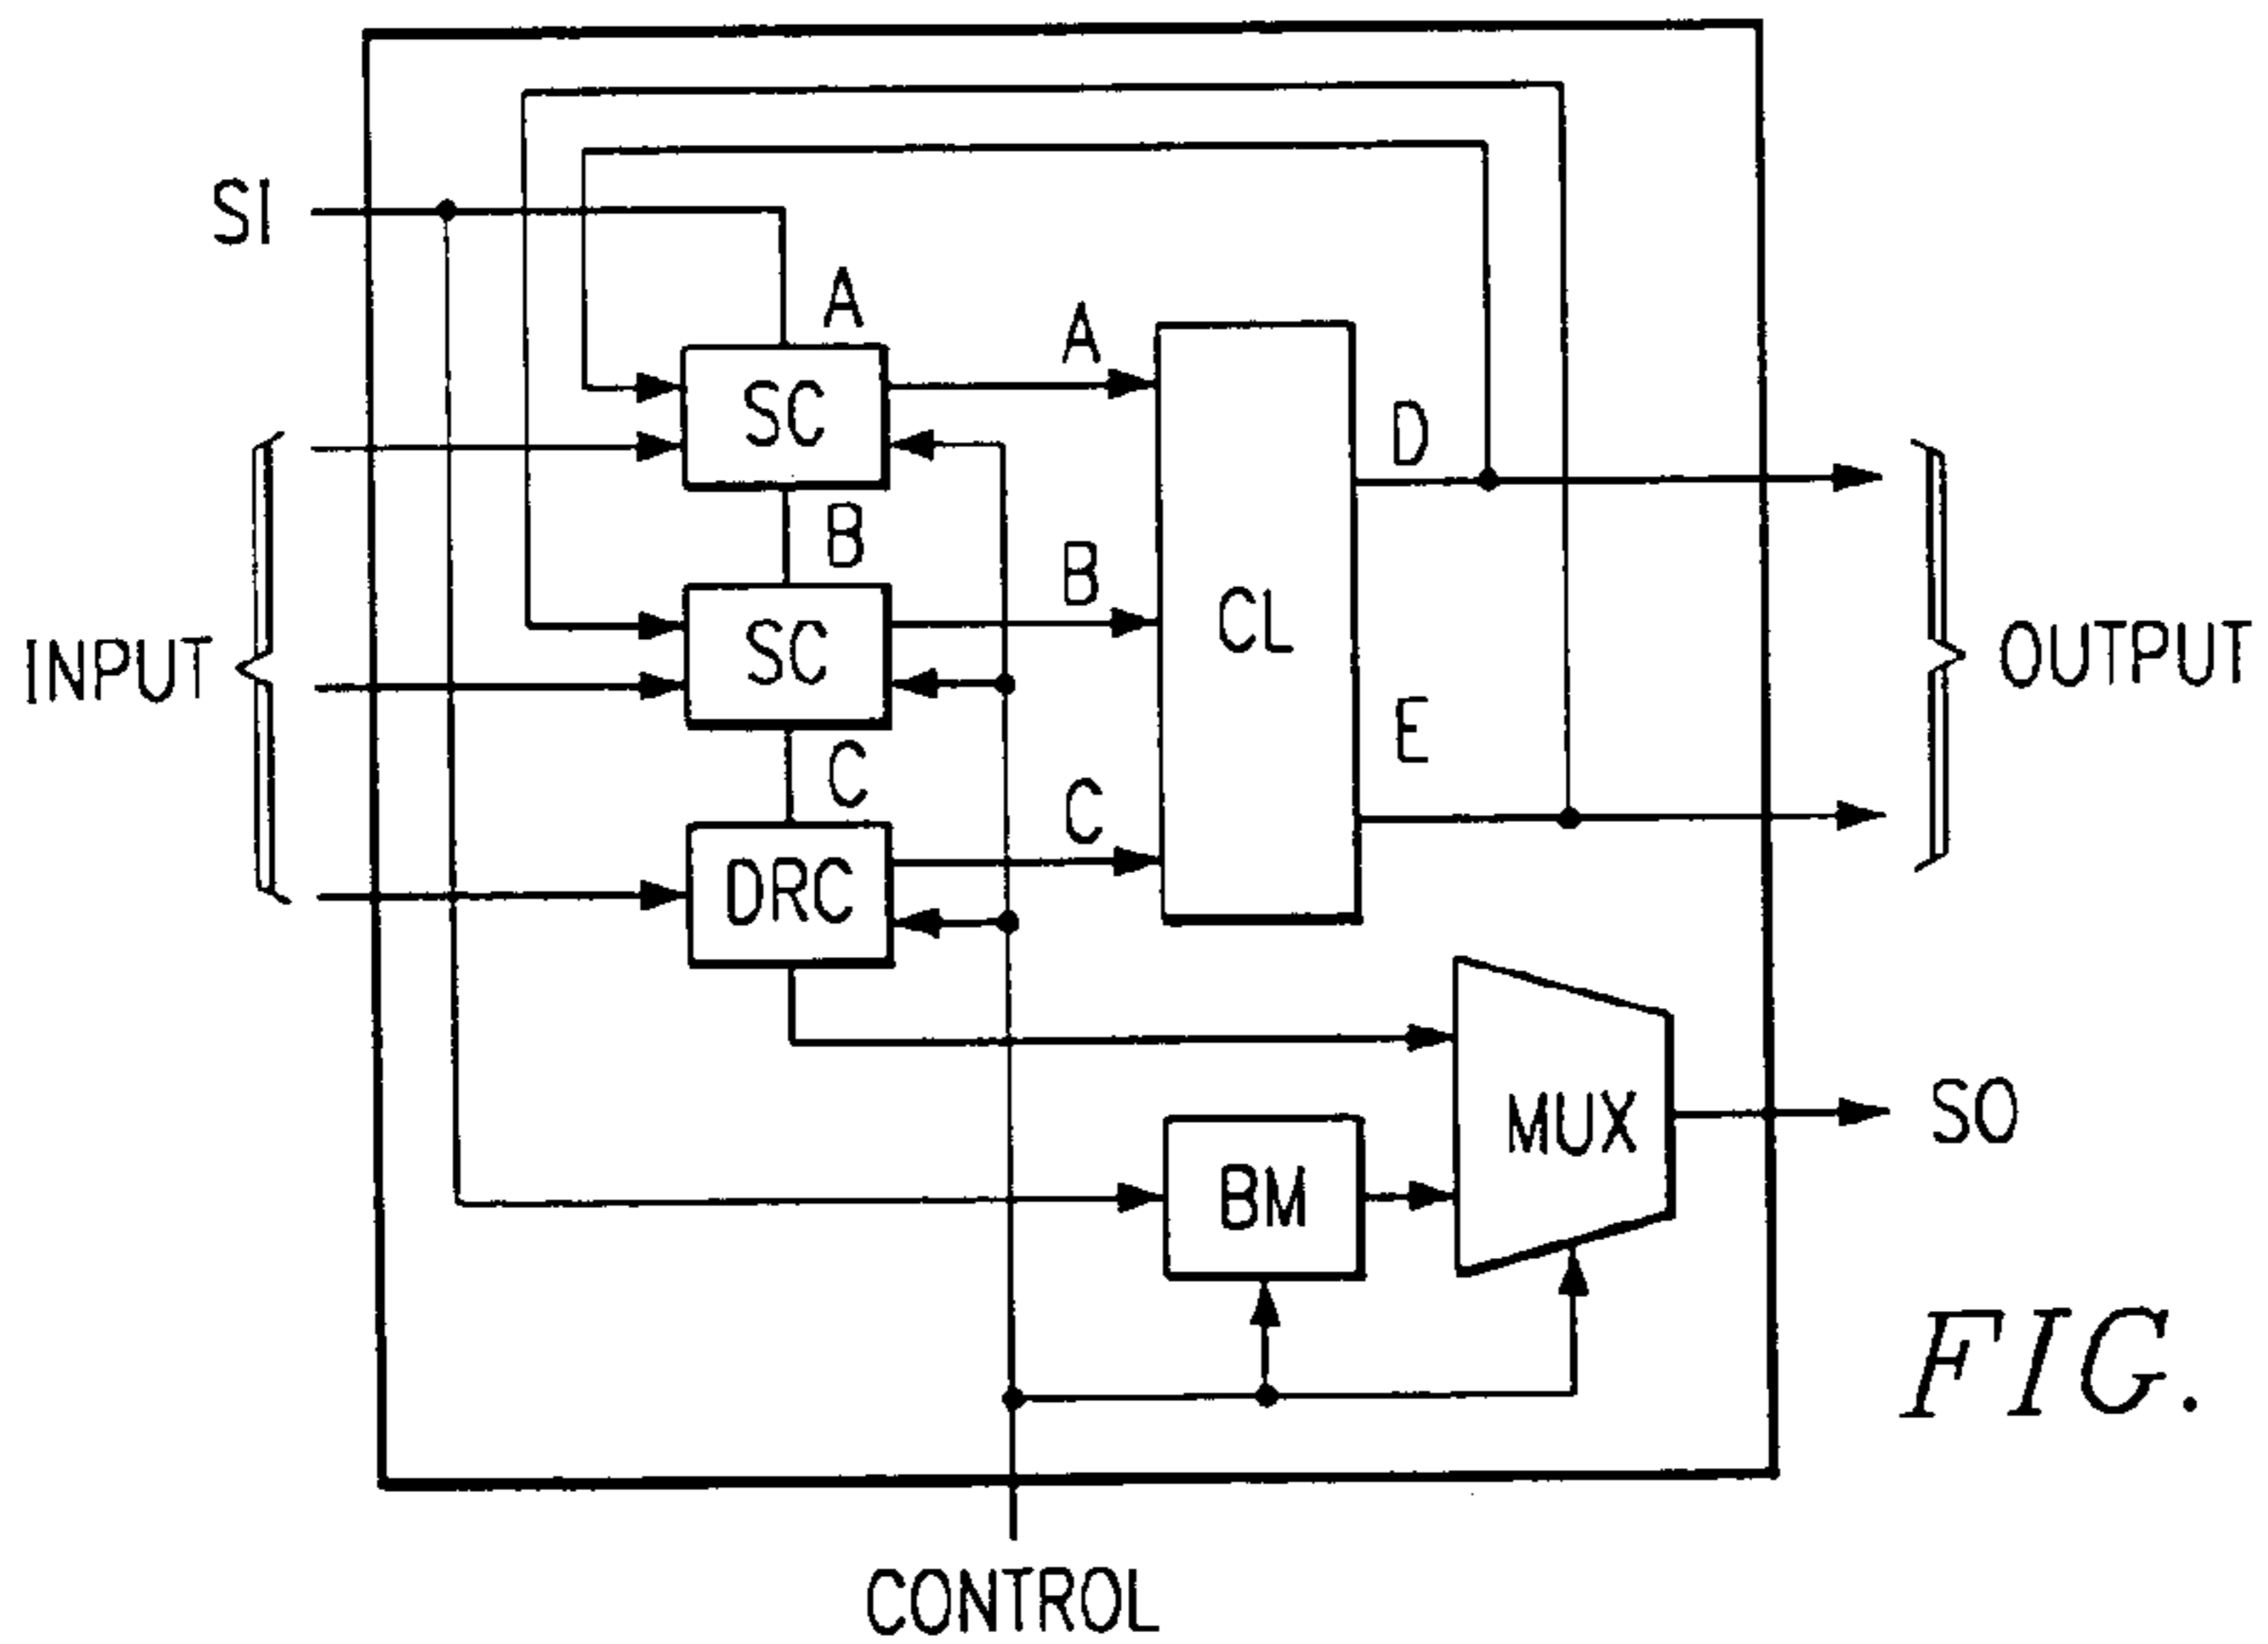 SI
A
A
SC
D
B
B
SC
CL
INPUT
OUTPUT
E
C
C
DRC
MUX
SO
BM
FIG.
CONTROL